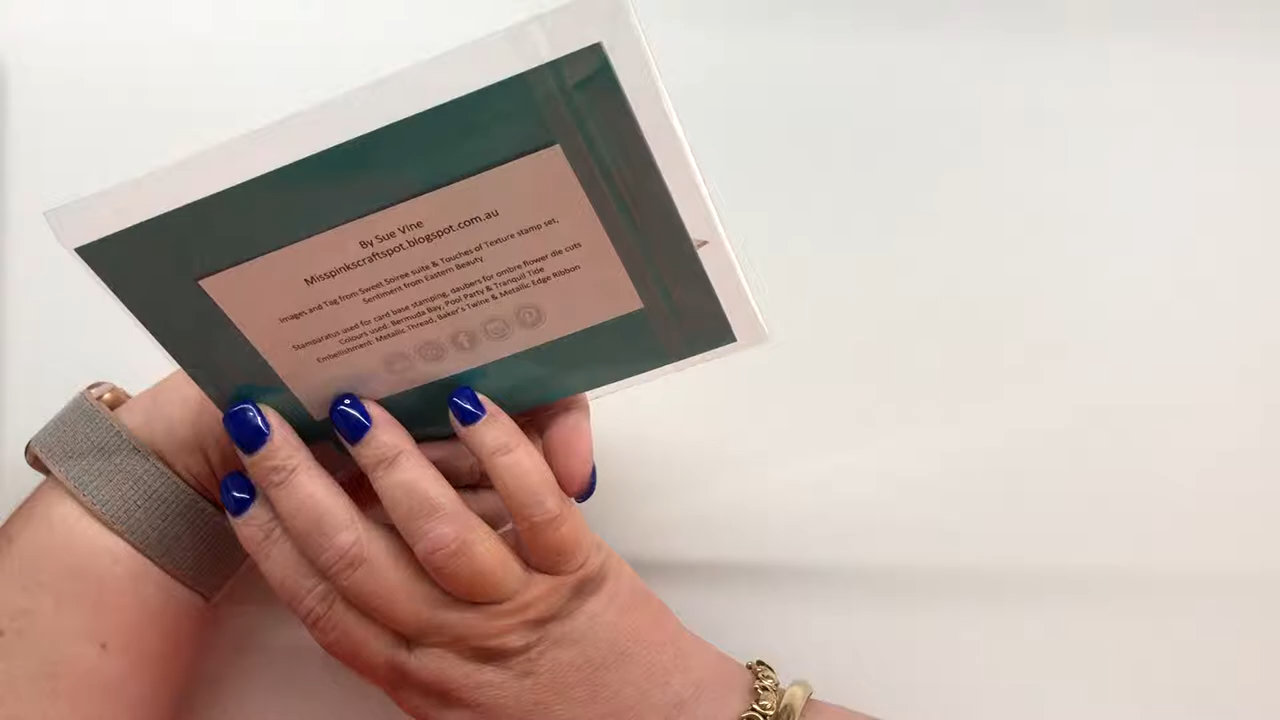 By Sue Vine
Misspinkscraftspot.blogspot.com.au
Images and Tag from Sweet Soiree suite & Touches of Texture stamp set,
Sentiment from Eastern Beauty
Stamparatus used for card base stamping, daubers for ombre flower die cuts
Colours used: Bermuda Bay, Pool Party & Tranquil Tide
Embellishment: Metallic Thread, Baker's Twine & Metallic Edge Ribbon